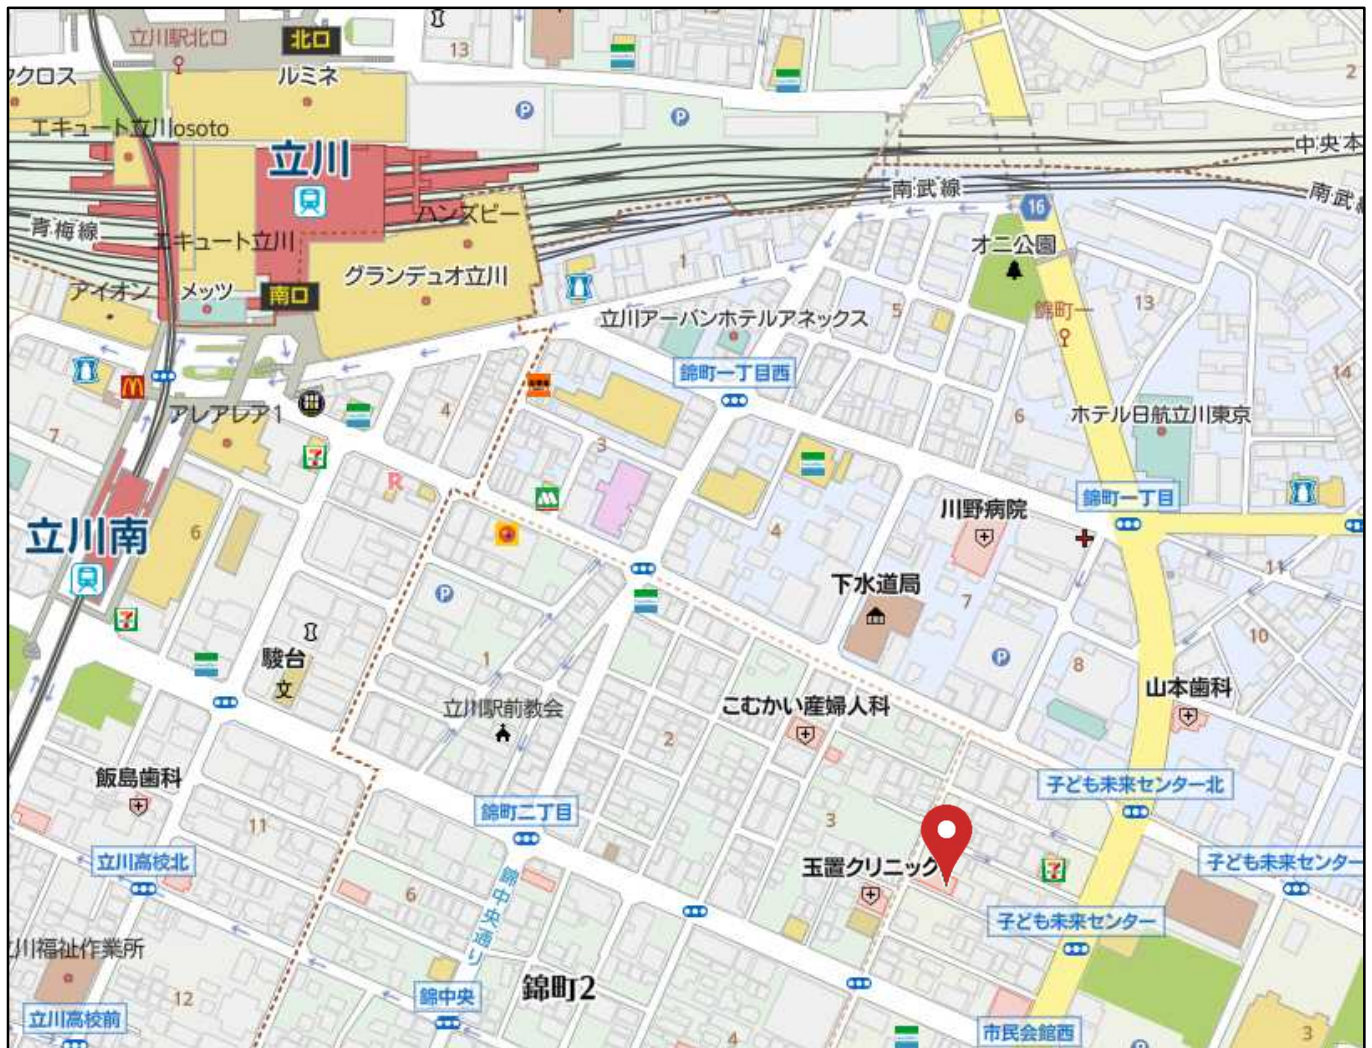 立川駅北口
北口
13
2
クロス
ルミネ
エキュート立川osoto
P
P
立川
中央本
南武線
南武
16
青梅線
ハンズビー
エキュート立川
オニ公園
グランデュオ立川
1
アイオン
メッツ
南口
5
13
錦町一
立川アーバンホテルアネックス
錦町一丁目西
14
アレアレア1
4
6
ホテル日航立川東京
7
3
7
R
錦町一丁目
川野病院
立川南
6
4
11
下水道局
P
7
7
10
P
8
駿台
文
1
山本歯科
立川駅前教会
こむかい産婦人科
2
飯島歯科
子ども未来センター北
錦町二丁目
3
11
立川高校北
玉置クリニック
7
子ども未来センター
錦中央通り
6
子ども未来センター
川福祉作業所
錦町2
12
錦中央
立川高校前
市民会館西
4
P
3